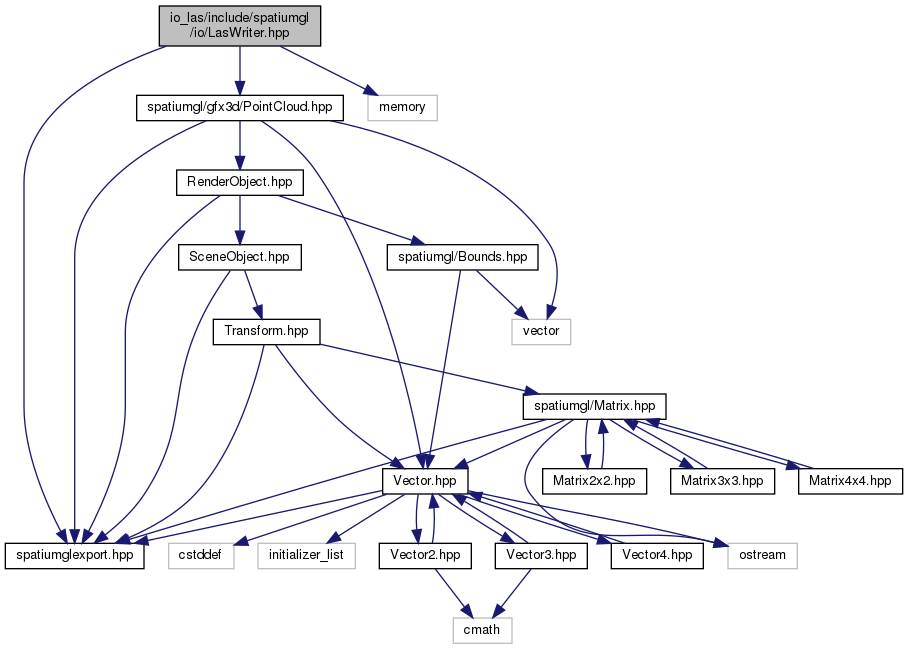 io_las/include/spatiumgl
/io/LasWriter.hpp
spatiumgl/gfx3d/PointCloud.hpp
memory
RenderObject.hpp
SceneObject.hpp
spatiumgl/Bounds.hpp
Transform.hpp
vector
spatiumgl/Matrix.hpp
Vector.hpp
Matrix2x2.hpp
Matrix3x3.hpp
Matrix4x4.hpp
spatiumglexport.hpp
cstddef
initializer_list
Vector2.hpp
Vector3.hpp
Vector4.hpp
ostream
cmath